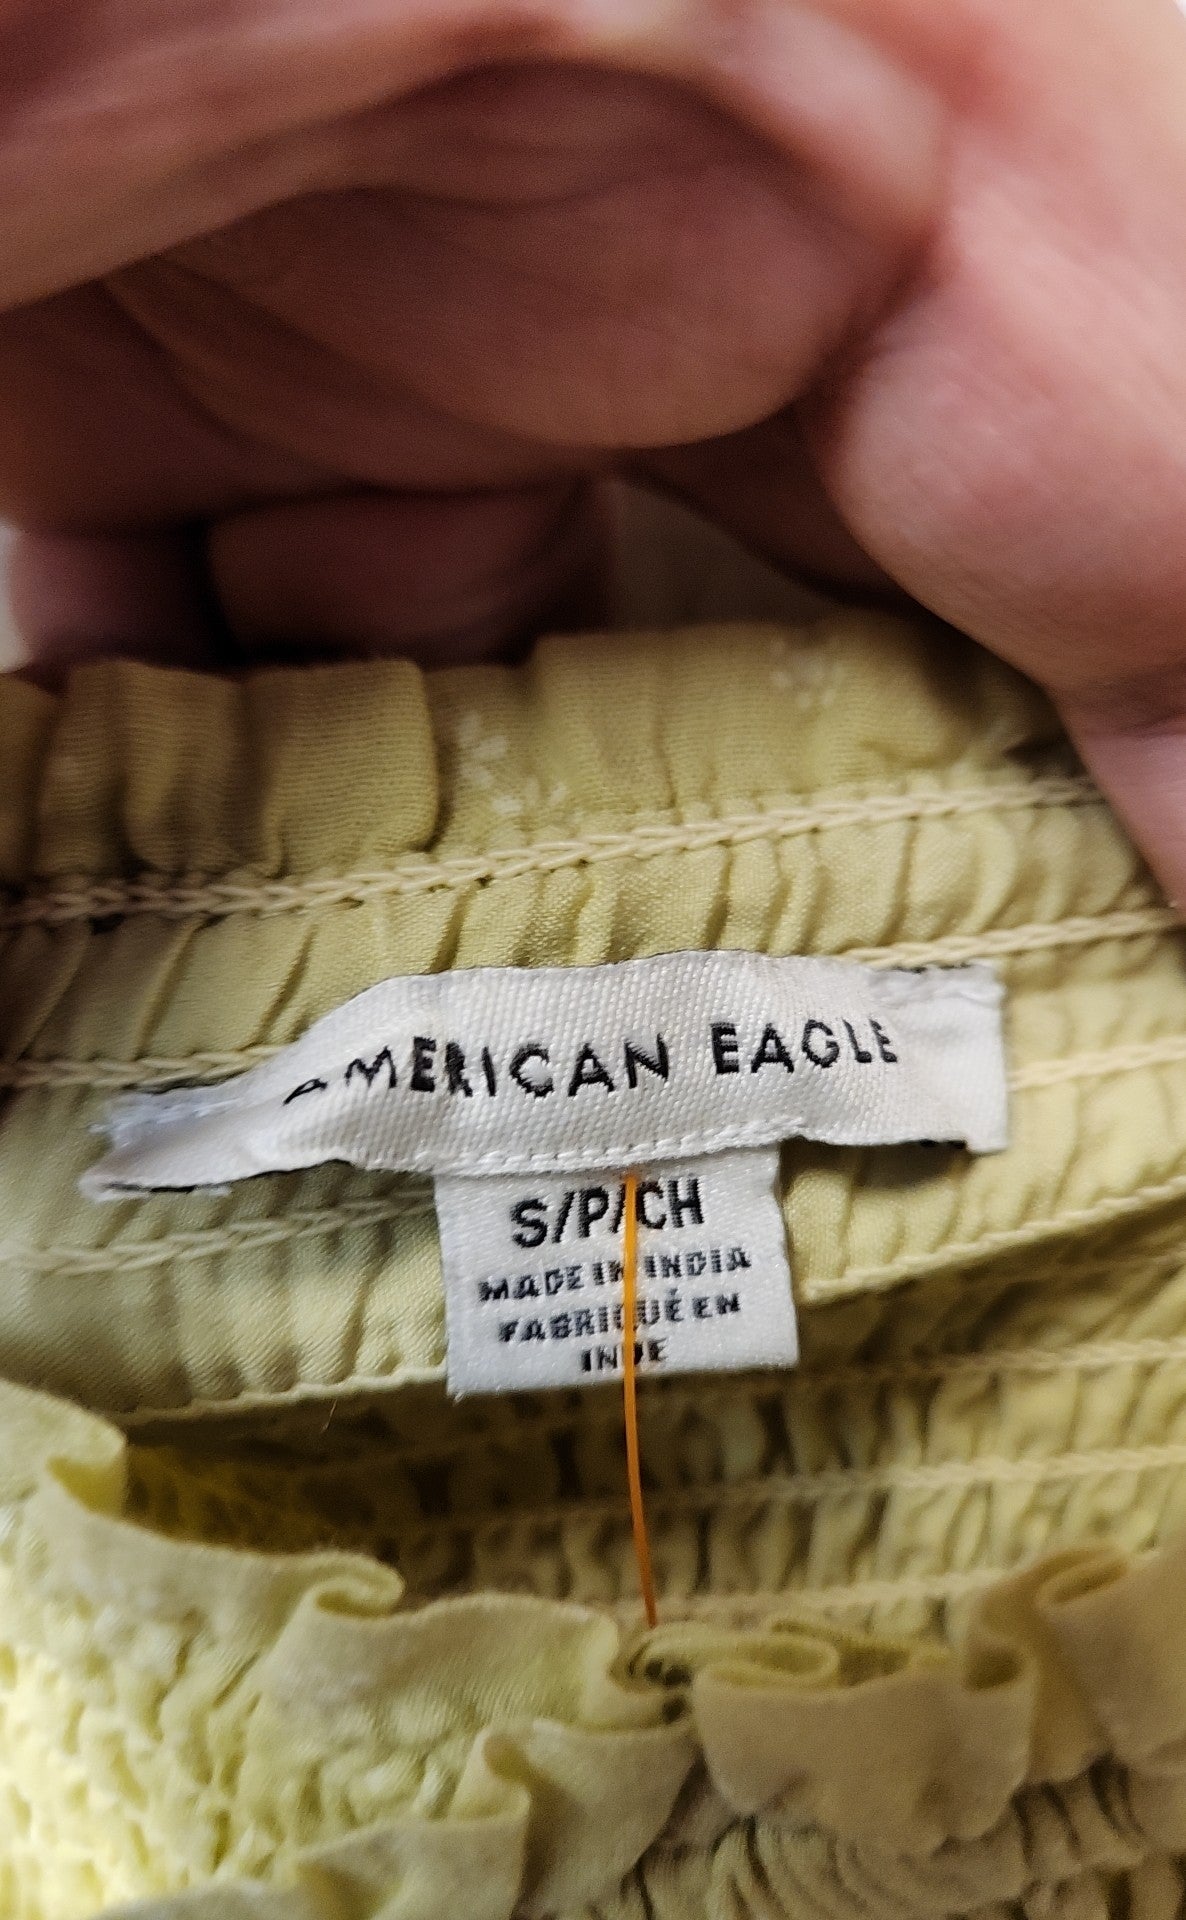 AMERICAN EAGLE
S/P/CH
MADE IN INDIA
FABRIQUÉ EN
INDE